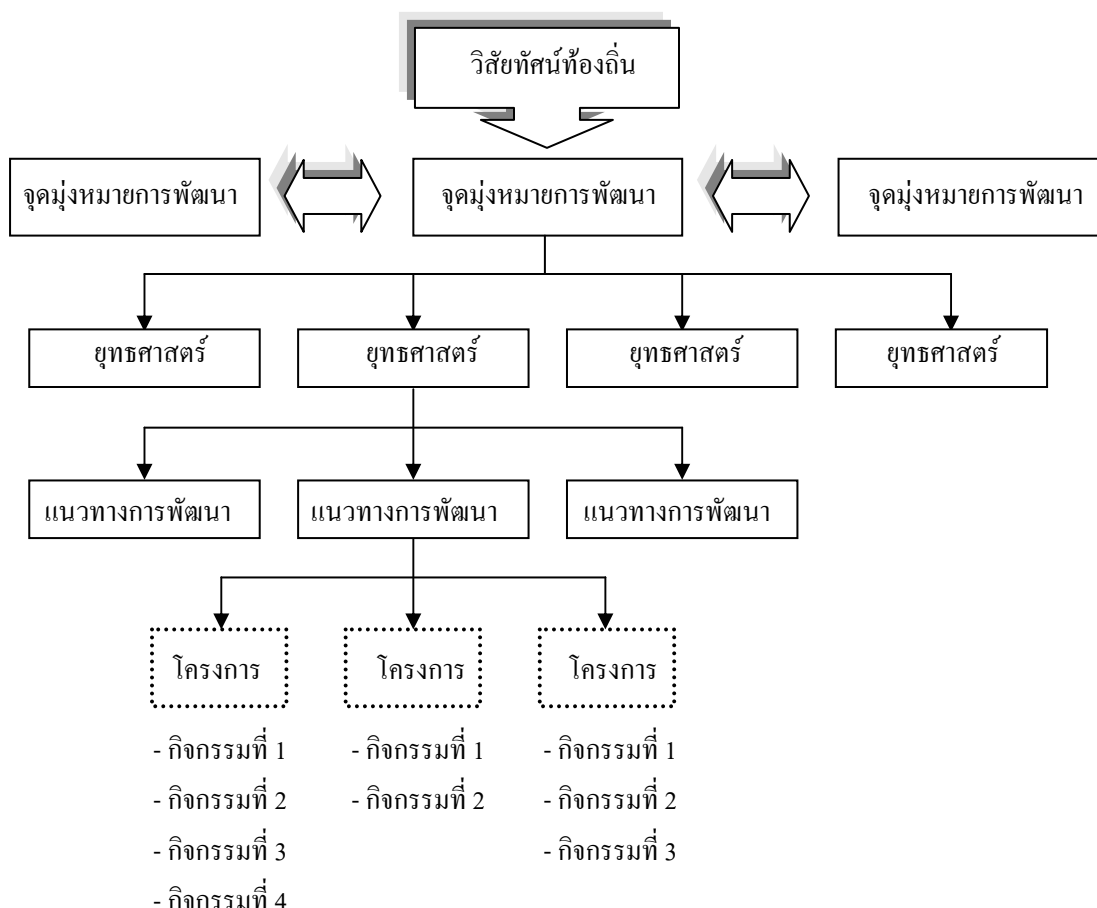 วิสัยทัศน์ท้องถิ่น
จุดมุ่งหมายการพัฒนา
จุดมุ่งหมายการพัฒนา
จุดมุ่งหมายการพัฒนา
ยุทธศาสตร์
ยุทธศาสตร์
ยุทธศาสตร์
ยุทธศาสตร์
แนวทางการพัฒนา
แนวทางการพัฒนา
แนวทางการพัฒนา
โครงการ
โครงการ
โครงการ
- กิจกรรมที่ 1
- กิจกรรมที่ 2
- กิจกรรมที่ 3
- กิจกรรมที่ 4
- กิจกรรมที่ 1
- กิจกรรมที่ 2
- กิจกรรมที่ 1
- กิจกรรมที่ 2
- กิจกรรมที่ 3